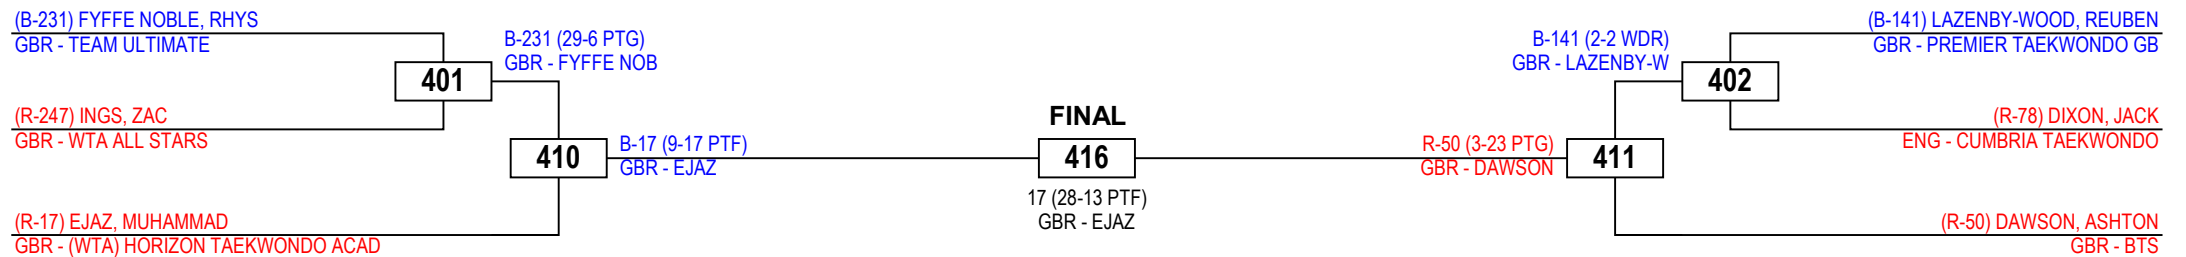 (B-231) FYFFE NOBLE, RHYS
GBR - TEAM ULTIMATE
401
B-231 (29-6 PTG)
GBR - FYFFE NOB
(R-247) INGS, ZAC
GBR - WTA ALL STARS
410
B-17 (9-17 PTF)
GBR - EJAZ
(R-17) EJAZ, MUHAMMAD
GBR - (WTA) HORIZON TAEKWONDO ACAD
FINAL
416
17 (28-13 PTF)
GBR - EJAZ
B-141 (2-2 WDR)
GBR - LAZENBY-W
402
(B-141) LAZENBY-WOOD, REUBEN
GBR - PREMIER TAEKWONDO GB
(R-78) DIXON, JACK
ENG - CUMBRIA TAEKWONDO
R-50 (3-23 PTG)
GBR - DAWSON
411
(R-50) DAWSON, ASHTON
GBR - BTS